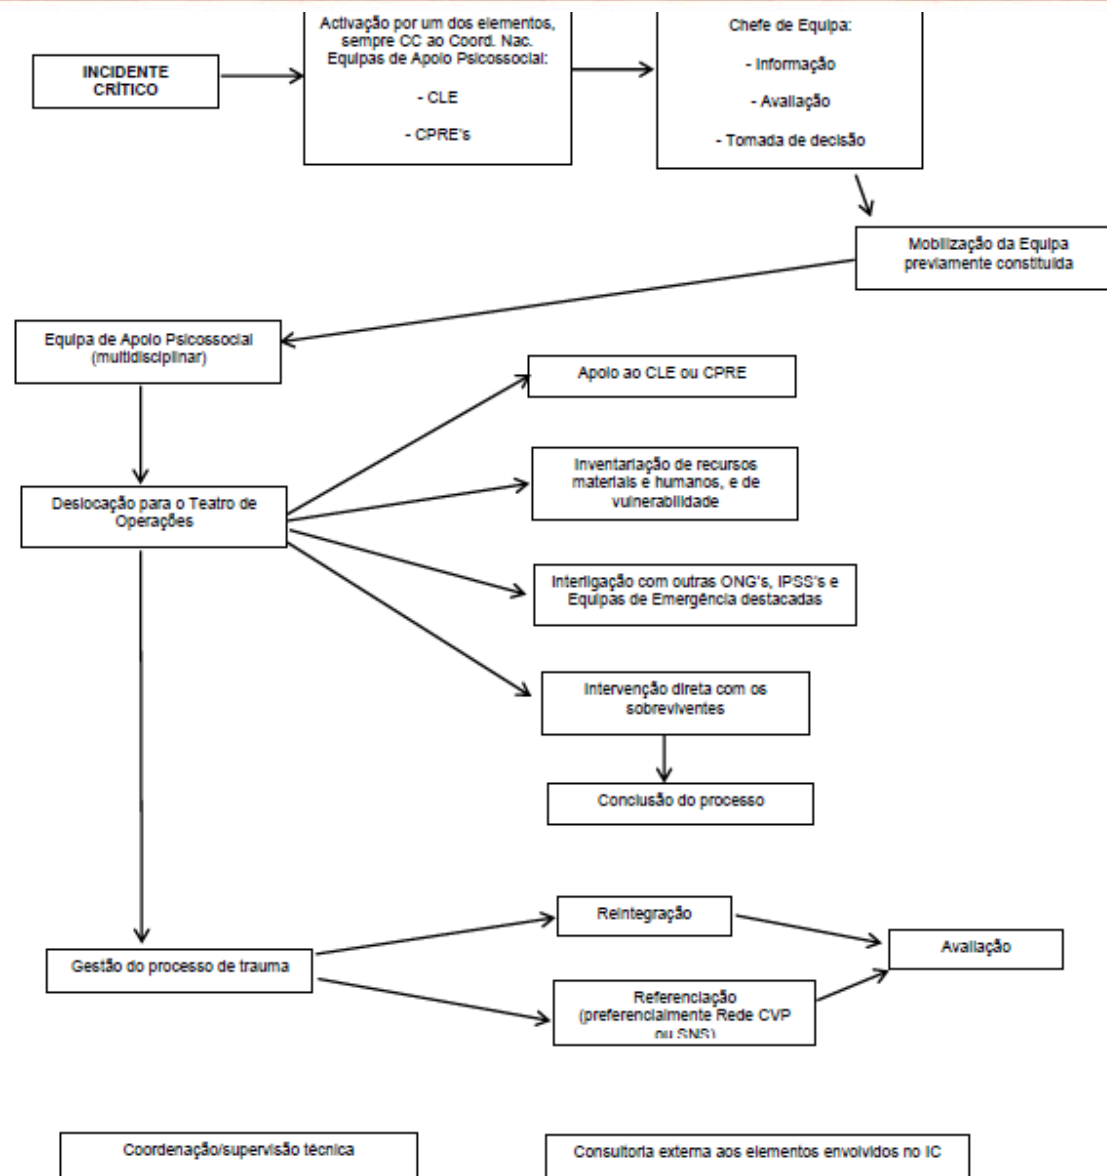 INCIDENTE
CRÍTICO
Activação por um dos elementos,
sempre CC ao Coord. Nac.
Equipas de Apoio Psicossocial:
- CLE
- CPRE's
Chefe de Equipa:
- Informação
- Avaliação
- Tomada de decisão
Mobilização da Equipa
previamente constituída
Equipa de Apoio Psicossocial
(multidisciplinar)
Apoio ao CLE ou CPRE
Inventariação de recursos
materiais e humanos, e de
vulnerabilidade
Deslocação para o Teatro de
Operações
Interligação com outras ONG's, IPSS's e
Equipas de Emergência destacadas
Intervenção direta com os
sobreviventes
Conclusão do processo
Reintegração
Gestão do processo de trauma
Avaliação
Referenciação
(preferencialmente Rede CVP
ou SNS)
Coordenação/supervisão técnica
Consultoria externa aos elementos envolvidos no IC